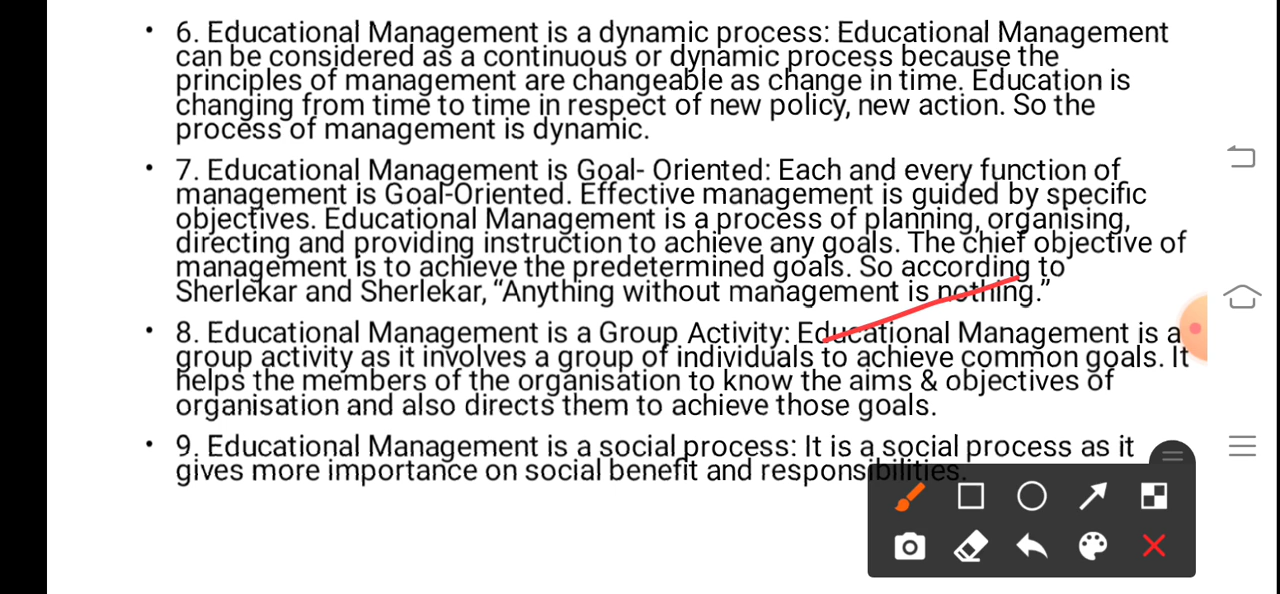 • 6. Educational Management is a dynamic process: Educational Management
can be considered as a continuous or dynamic process because the
principles of management are changeable as change in time. Education is
changing from time to time in respect of new policy, new action. So the
process of management is dynamic.
• 7. Educational Management is Goal- Oriented: Each and every function of
management is Goal-Oriented. Effective management is guided by specific
objectives. Educational Management is a process of planning, organising,
directing and providing instruction to achieve any goals. The chief objective of
management is to achieve the predetermined goals. So according to
Sherlekar and Sherlekar, “Anything without management is nothing.”
• 8. Educational Management is a Group Activity: Educational Management is a
group activity as it involves a group of individuals to achieve common goals. It
helps the members of the organisation to know the aims & objectives of
organisation and also directs them to achieve those goals.
• 9. Educational Management is a social process: It is a social process as it
gives more importance on social benefit and responsibilities.